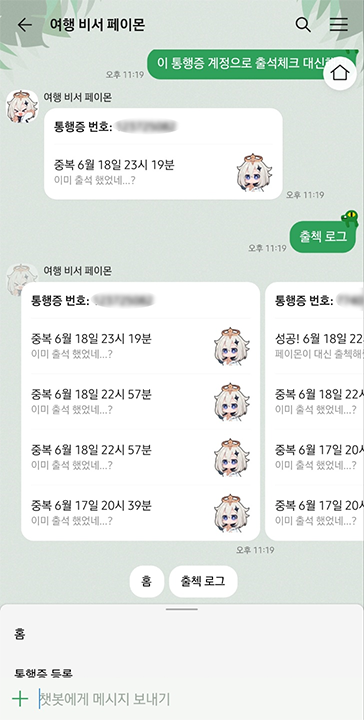 여행 비서 페이몬
이 통행증 계정으로 출석체크 대신
오후 11:19
여행 비서 페이몬
통행증 번호:
중복 6월 18일 23시 19분
이미 출석 했었네...?
오후 11:19
출첵 로그
오후 11:19
여행 비서 페이몬
통행증 번호:
중복 6월 18일 23시 19분
이미 출석 했었네...?
중복 6월 18일 22시 57분
이미 출석 했었네...?
중복 6월 18일 22시 57분
이미 출석 했었네...?
중복 6월 17일 20시 39분
이미 출석 했었네...?
통행증 번호:
성공! 6월 18일 22
페이몬이 대신 출첵해
중복 6월 18일 22
이미 출석 했었네...?
중복 6월 17일 20
이미 출석 했었네...?
중복 6월 17일 20
이미 출석 했었네...?
오후 11:19
홈
출첵 로그
홈
통행증 등록
챗봇에게 메시지 보내기